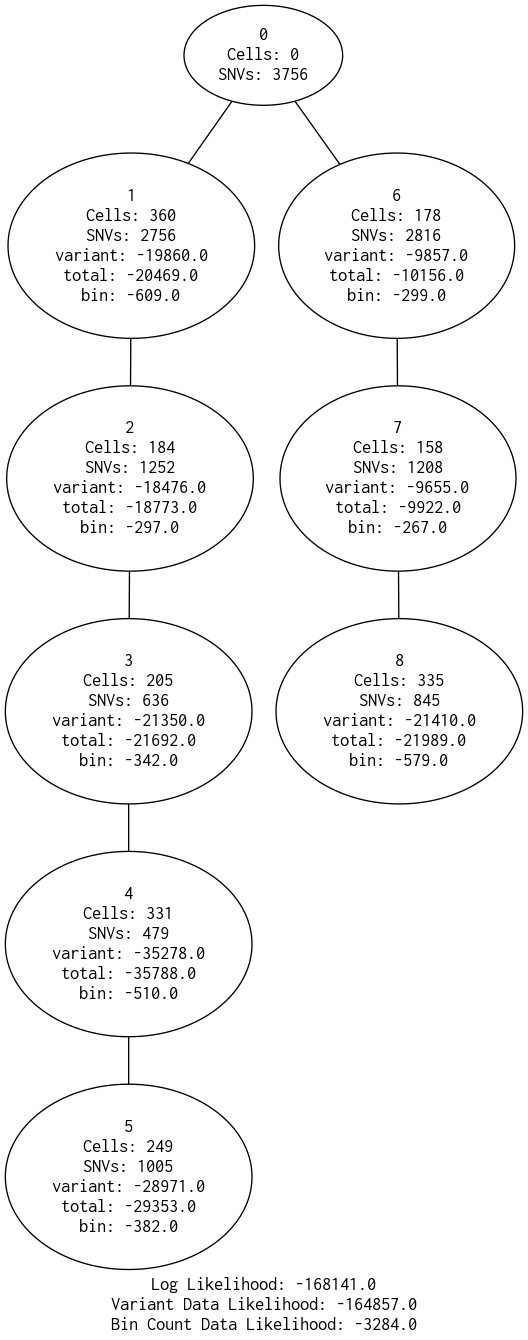 0
Cells: 0
SNVs: 3756
1
Cells: 360
SNVs: 2756
variant: -19860.0
total: -20469.0
bin: -609.0
6
Cells: 178
SNVs: 2816
variant: -9857.0
total: -10156.0
bin: -299.0
2
Cells: 184
SNVs: 1252
variant: -18476.0
total: -18773.0
bin: -297.0
7
Cells: 158
SNVs: 1208
variant: -9655.0
total: -9922.0
bin: -267.0
3
Cells: 205
SNVs: 636
variant: -21350.0
total: -21692.0
bin: -342.0
8
Cells: 335
SNVs: 845
variant: -21410.0
total: -21989.0
bin: -579.0
4
Cells: 331
SNVs: 479
variant: -35278.0
total: -35788.0
bin: -510.0
5
Cells: 249
SNVs: 1005
variant: -28971.0
total: -29353.0
bin: -382.0
Log Likelihood: -168141.0
Variant Data Likelihood: -164857.0
Bin Count Data Likelihood: -3284.0